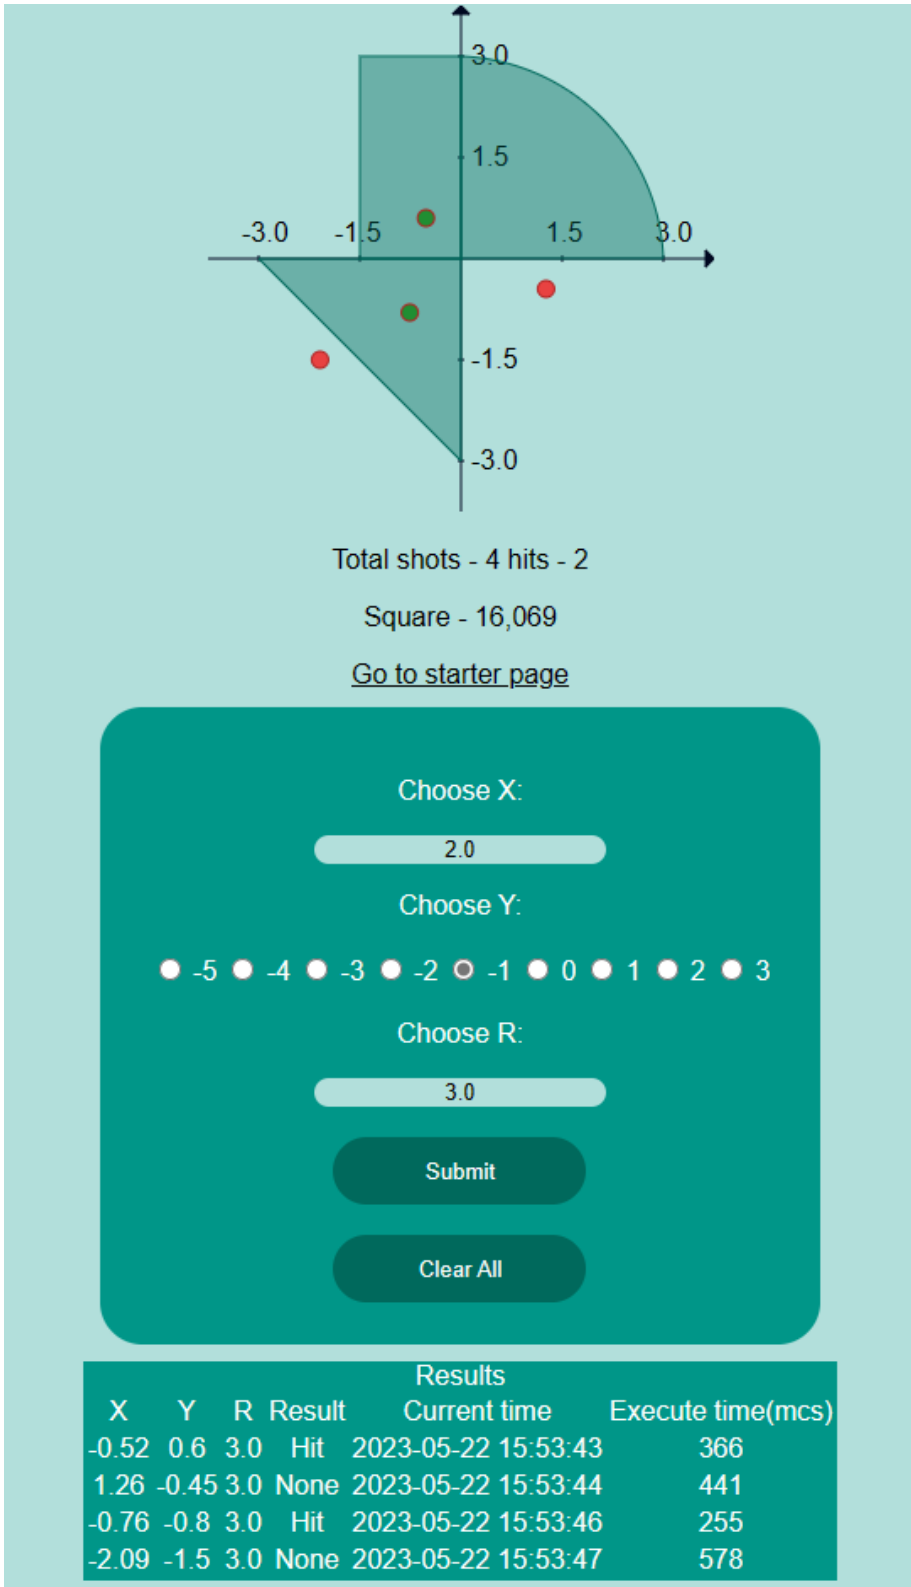 3.0
1.5
-3.0 -1.5 1.5 3.0
-1.5
-3.0
Total shots - 4 hits - 2
Square - 16,069
Go to starter page
Choose X:
2.0
Choose Y:
-5 -4 -3 -2 -1 0 1 2 3
Choose R:
3.0
Submit
Clear All
Results
X Y R Result Current time Execute time(mcs)
-0.52 0.6 3.0 Hit 2023-05-22 15:53:43 366
1.26 -0.45 3.0 None 2023-05-22 15:53:44 441
-0.76 -0.8 3.0 Hit 2023-05-22 15:53:46 255
-2.09 -1.5 3.0 None 2023-05-22 15:53:47 578